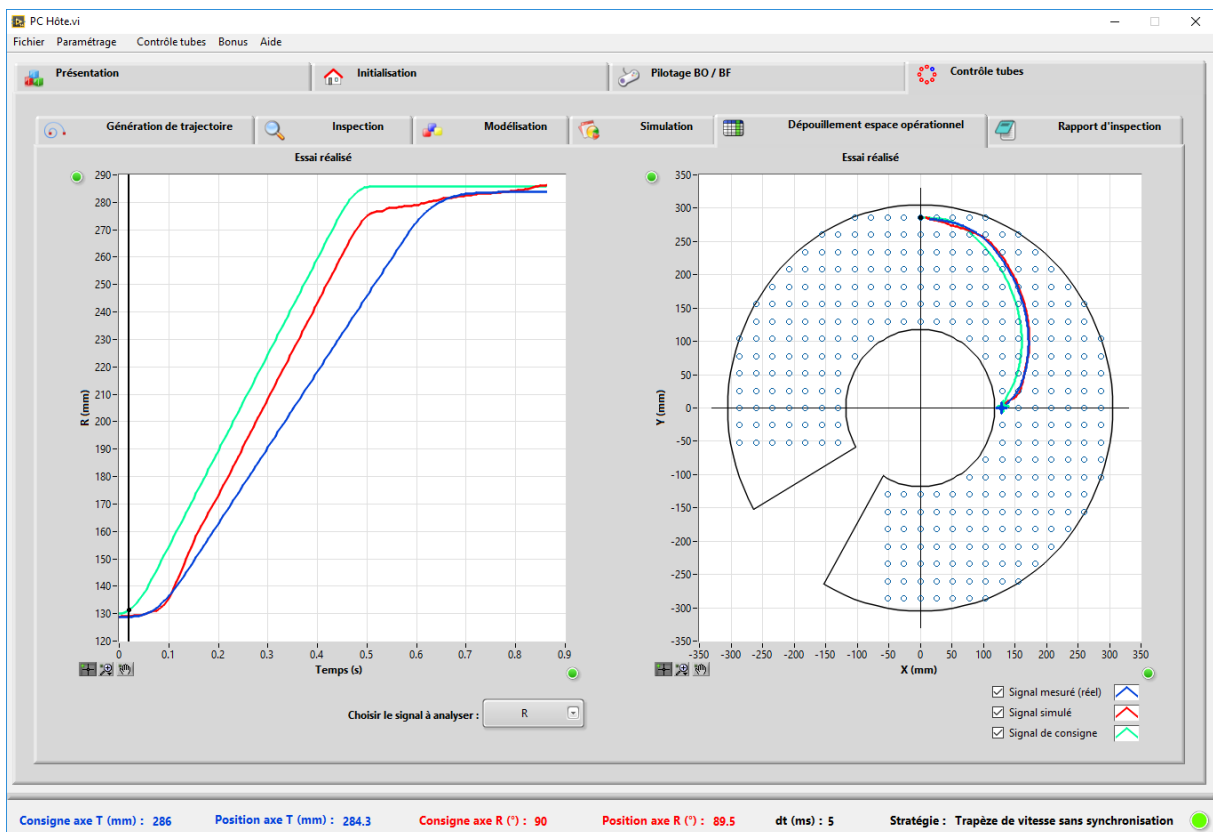 PC Hôte.vi
Fichier Paramétrage Contrôle tubes Bonus Aide
Présentation Initialisation Pilotage BO / BF Contrôle tubes
Génération de trajectoire Inspection Modélisation Simulation Dépouillement espace opérationnel Rapport d'inspection
Essai réalisé
290
280
270
260
250
240
230
220
210
200
190
180
170
160
150
140
130
120
R (mm)
0 0.1 0.2 0.3 0.4 0.5 0.6 0.7 0.8 0.9
Temps (s)
Choisir le signal à analyser : R
Essai réalisé
350
300
250
200
150
100
50
0
-50
-100
-150
-200
-250
-300
-350
Y (mm)
-350 -300 -250 -200 -150 -100 -50 0 50 100 150 200 250 300 350
X (mm)
Signal mesuré (réel)
Signal simulé
Signal de consigne
Consigne axe T (mm) : 286 Position axe T (mm) : 284.3 Consigne axe R (°) : 90 Position axe R (°) : 89.5 dt (ms) : 5 Stratégie : Trapèze de vitesse sans synchronisation